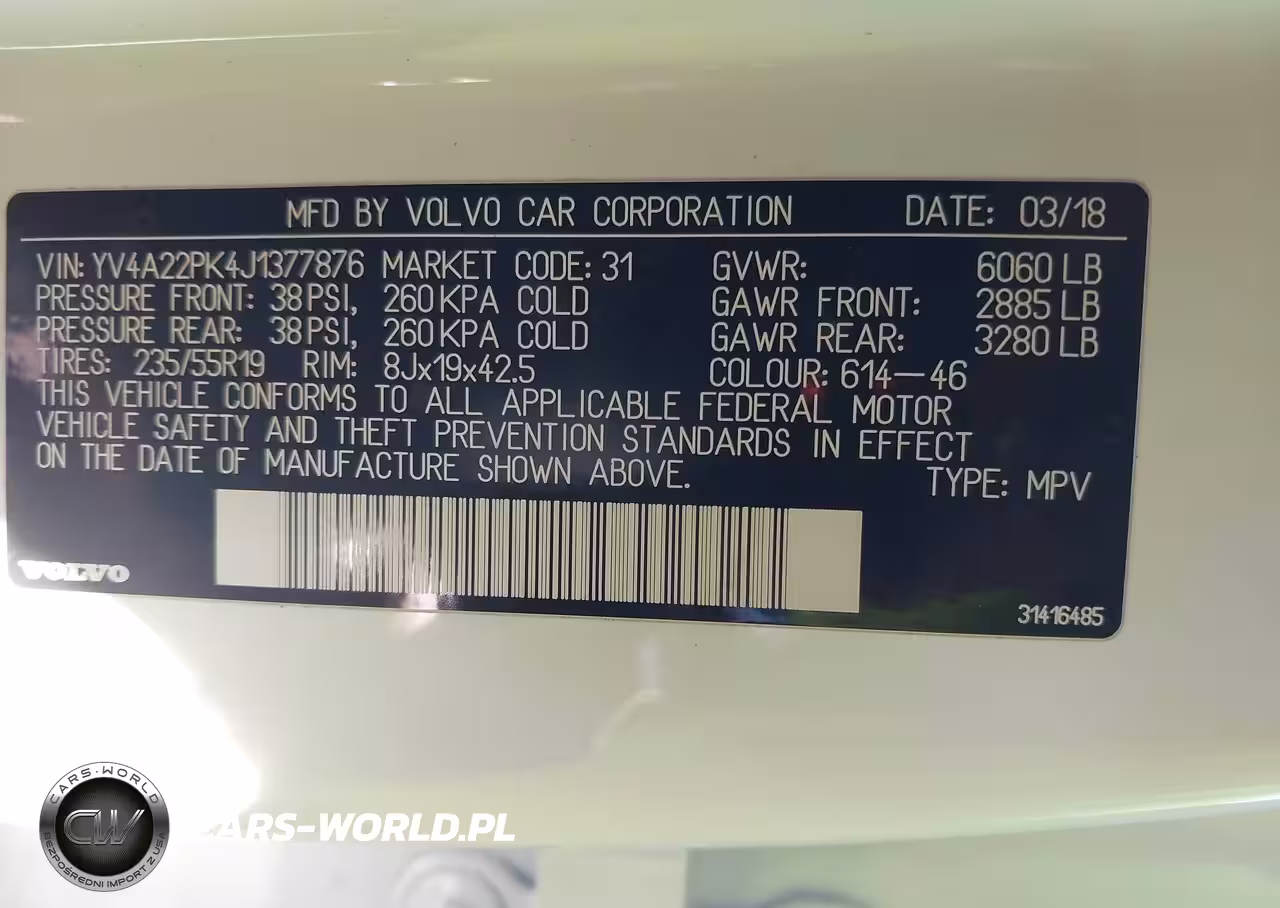 MFD BY VOLVO CAR CORPORATION DATE: 03/18
VIN: YV4A22PK4J1377876 MARKET CODE: 31 GVWR: 6060 LB
PRESSURE FRONT: 38 PSI, 260 KPA COLD GAWR FRONT: 2885 LB
PRESSURE REAR: 38 PSI, 260 KPA COLD GAWR REAR: 3280 LB
TIRES: 235/55R19 RIM: 8Jx19x42.5 COLOUR: 614-46
THIS VEHICLE CONFORMS TO ALL APPLICABLE FEDERAL MOTOR
VEHICLE SAFETY AND THEFT PREVENTION STANDARDS IN EFFECT
ON THE DATE OF MANUFACTURE SHOWN ABOVE. TYPE: MPV
VOLVO
31416485
CARS-WORLD
CW
BEZPOŚREDNI IMPORT Z USA
CARS-WORLD.PL